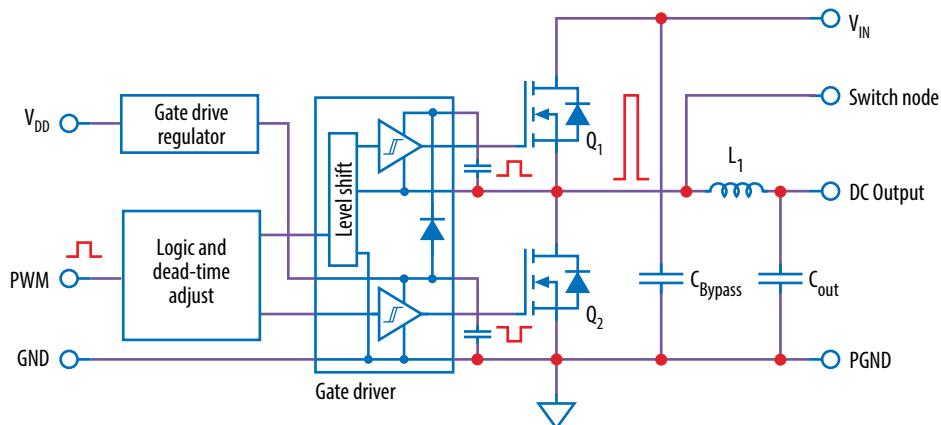 V_IN
V_DD
Gate drive
regulator
Switch node
Q_1
L_1
Level shift
DC Output
PWM
Logic and
dead-time
adjust
C_Bypass
C_out
Q_2
GND
PGND
Gate driver